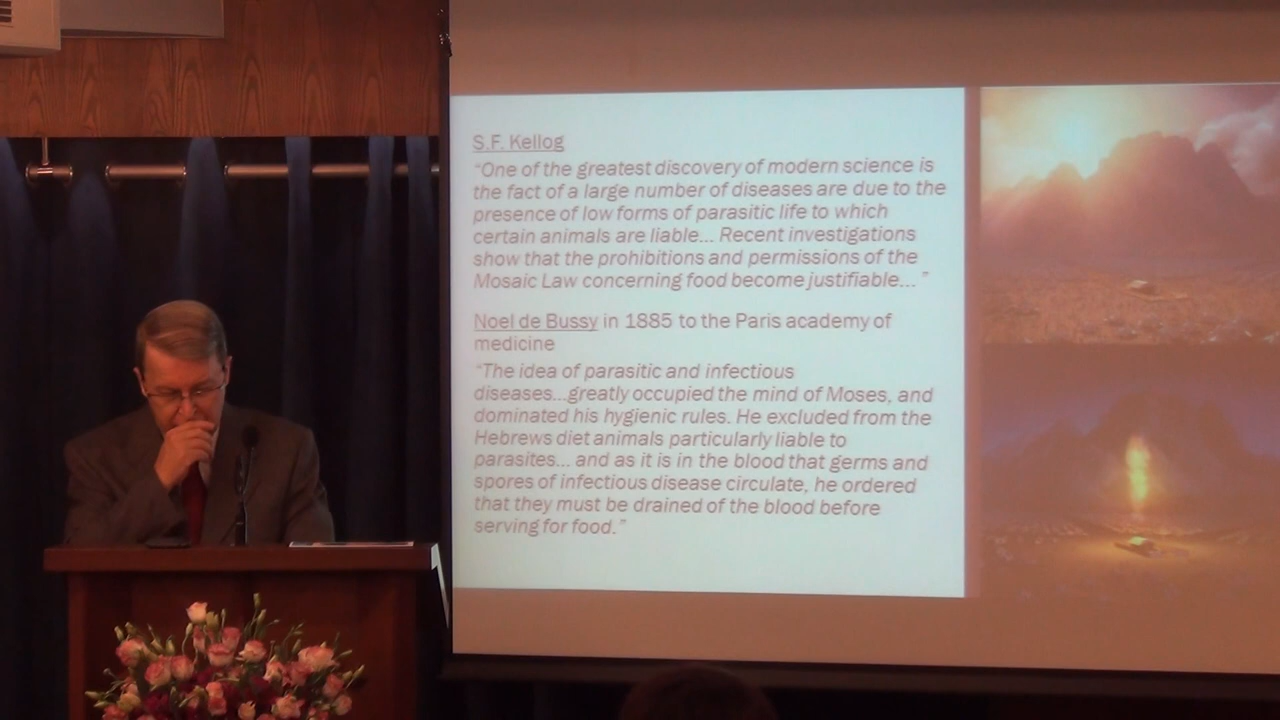 S.F. Kellog
“One of the greatest discovery of modern science is
the fact of a large number of diseases are due to the
presence of low forms of parasitic life to which
certain animals are liable... Recent investigations
show that the prohibitions and permissions of the
Mosaic Law concerning food become justifiable... ”
Noel de Bussy in 1885 to the Paris academy of
medicine
“The idea of parasitic and infectious
diseases...greatly occupied the mind of Moses, and
dominated his hygienic rules. He excluded from the
Hebrews diet animals particularly liable to
parasites... and as it is in the blood that germs and
spores of infectious disease circulate, he ordered
that they must be drained of the blood before
serving for food.”